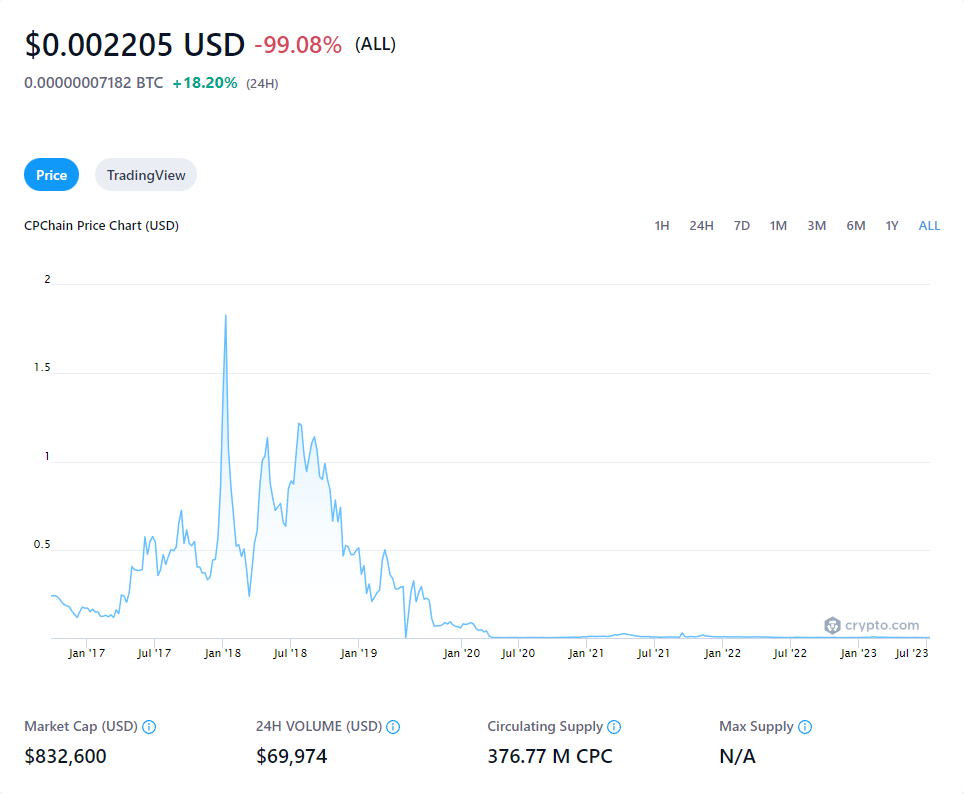 $0.002205 USD -99.08% (ALL)
0.00000007182 BTC +18.20% (24H)
Price TradingView
CPChain Price Chart (USD) 1H 24H 7D 1M 3M 6M 1Y ALL
2
1.5
1
0.5
crypto.com
Jan '17 Jul '17 Jan '18 Jul '18 Jan '19 Jan '20 Jul '20 Jan '21 Jul '21 Jan '22 Jul '22 Jan '23 Jul '23
Market Cap (USD) 24H VOLUME (USD) Circulating Supply Max Supply
$832,600 $69,974 376.77 M CPC N/A